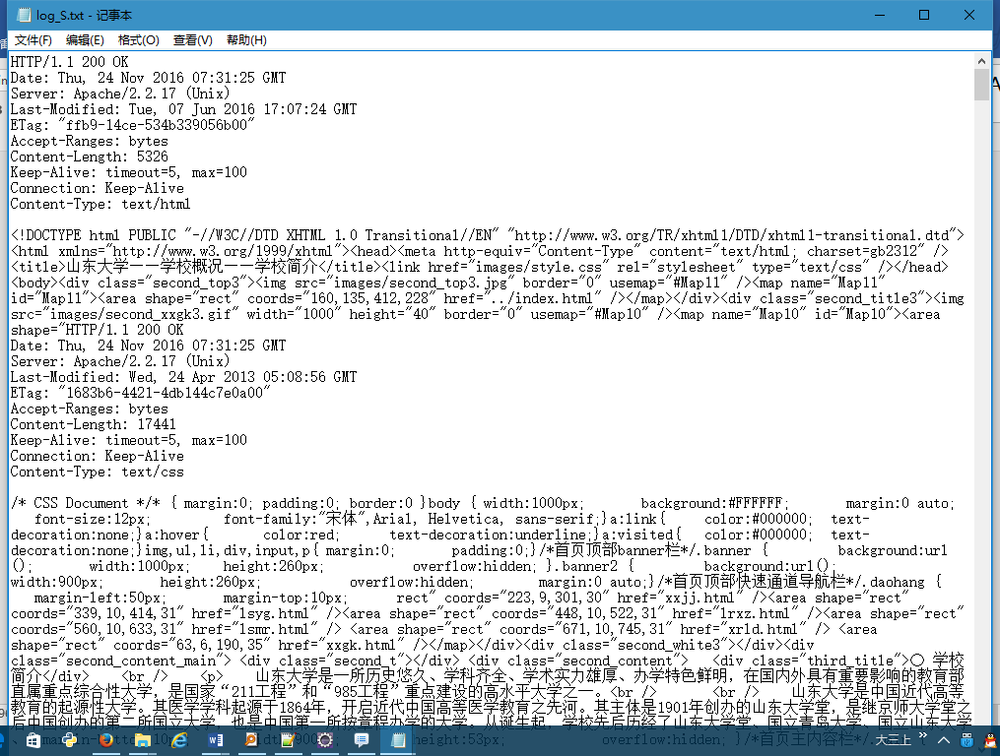 log_S.txt - 记事本
文件(F) 编辑(E) 格式(O) 查看(V) 帮助(H)
HTTP/1.1 200 OK
Date: Thu, 24 Nov 2016 07:31:25 GMT
Server: Apache/2.2.17 (Unix)
Last-Modified: Tue, 07 Jun 2016 17:07:24 GMT
ETag: "ffb9-14ce-534b339056b00"
Accept-Ranges: bytes
Content-Length: 5326
Keep-Alive: timeout=5, max=100
Connection: Keep-Alive
Content-Type: text/html
<!DOCTYPE html PUBLIC "-//W3C//DTD XHTML 1.0 Transitional//EN" "http://www.w3.org/TR/xhtml1/DTD/xhtml1-transitional.dtd">
<html xmlns="http://www.w3.org/1999/xhtml"><head><meta http-equiv="Content-Type" content="text/html; charset=gb2312" />
<title>山东大学——学校概况——学校简介</title><link href="images/style.css" rel="stylesheet" type="text/css" /></head>
<body><div class="second_top3"><img src="images/second_top3.jpg" border="0" usemap="#Map11" /><map name="Map11"
id="Map11"><area shape="rect" coords="160,135,412,228" href="../index.html" /></map></div><div class="second_title3"><img
src="images/second_xxgk3.gif" width="1000" height="40" border="0" usemap="#Map10" /><map name="Map10" id="Map10"><area
shape="HTTP/1.1 200 OK
Date: Thu, 24 Nov 2016 07:31:25 GMT
Server: Apache/2.2.17 (Unix)
Last-Modified: Wed, 24 Apr 2013 05:08:56 GMT
ETag: "1683b6-4421-4db144c7e0a00"
Accept-Ranges: bytes
Content-Length: 17441
Keep-Alive: timeout=5, max=100
Connection: Keep-Alive
Content-Type: text/css
/* CSS Document */* { margin:0; padding:0; border:0 }body { width:1000px; background:#FFFFFF; margin:0 auto;
font-size:12px; font-family:"宋体",Arial, Helvetica, sans-serif;}a:link{ color:#000000; text-
decoration:none;}a:hover{ color:red; text-decoration:underline;}a:visited{ color:#000000; text-
decoration:none;}img,ul,li,div,input,p{ margin:0; padding:0;}/*首页顶部banner栏*/.banner { background:url
(); width:1000px; height:260px; overflow:hidden; }.banner2 { background:url();
width:900px; height:260px; overflow:hidden; margin:0 auto;}/*首页顶部快速通道导航栏*/.daohang {
margin-left:50px; margin-top:10px; rect" coords="223,9,301,30" href="xxjj.html" /><area shape="rect"
coords="339,10,414,31" href="lsyg.html" /><area shape="rect" coords="448,10,522,31" href="lrxz.html" /><area shape="rect"
coords="560,10,633,31" href="lsmr.html" /> <area shape="rect" coords="671,10,745,31" href="xrld.html" /> <area
shape="rect" coords="63,6,190,35" href="xxgk.html" /></map></div><div class="second_white3"></div><div
class="second_content_main"> <div class="second_t"></div> <div class="second_content"> <div class="third_title">○ 学校
简介</div> <br /> <p> 山东大学是一所历史悠久、学科齐全、学术实力雄厚、办学特色鲜明，在国内外具有重要影响的教育部
直属重点综合性大学，是国家“211工程”和“985工程”重点建设的高水平大学之一。<br /> <br /> 山东大学是中国近代高等
教育的起源性大学。其医学学科起源于1864年，开启近代中国高等医学教育之先河。其主体是1901年创办的山东大学堂，是继京师大学堂之
后中国创办的第二所国立大学，也是中国第一所按章程办学的大学。从诞生起，学校先后历经了山东大学堂、国立青岛大学、国立山东大学
height:53px; overflow:hidden; }/*首页主内容栏*/
大三上